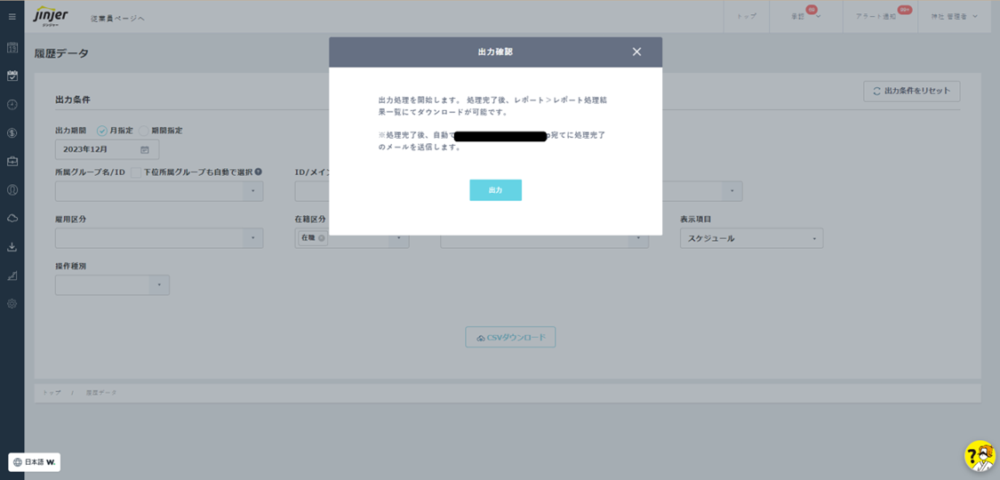 jinjer
ジンジャー
従業員ページへ
トップ
承認
アラート通知
99+
神社 管理者
履歴データ
出力確認
出力条件
出力条件をリセット
出力処理を開始します。 処理完了後、レポート＞レポート処理結
果一覧にてダウンロードが可能です。
※処理完了後、自動で p宛てに処理完了
のメールを送信します。
出力
出力期間 月指定 期間指定
2023年12月
所属グループ名/ID 下位所属グループも自動で選択 ?
ID/メイン
雇用区分
在籍区分
表示項目
在職
スケジュール
操作種別
CSVダウンロード
トップ / 履歴データ
日本語 W.
?